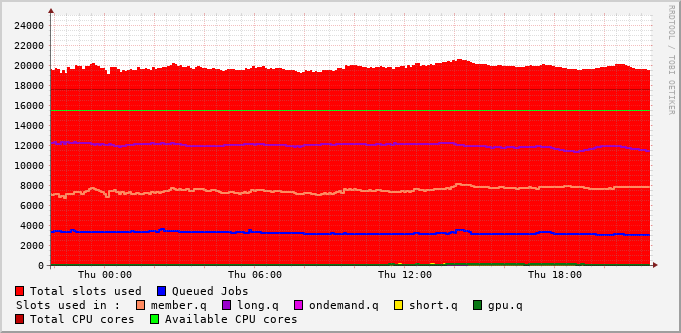 24000
22000
20000
18000
16000
14000
12000
10000
8000
6000
4000
2000
0
Thu 00:00 Thu 06:00 Thu 12:00 Thu 18:00
Total slots used Queued Jobs
Slots used in : member.q long.q ondemand.q short.q gpu.q
Total CPU cores Available CPU cores
RRDTOOL / TOBI OETIKER